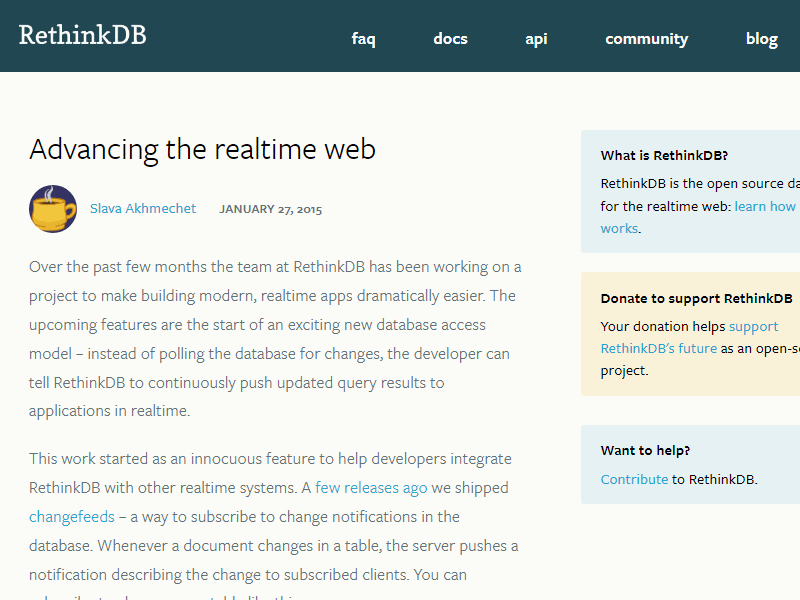 RethinkDB
faq docs api community blog
Advancing the realtime web
Slava Akhmechet JANUARY 27, 2015
Over the past few months the team at RethinkDB has been working on a
project to make building modern, realtime apps dramatically easier. The
upcoming features are the start of an exciting new database access
model – instead of polling the database for changes, the developer can
tell RethinkDB to continuously push updated query results to
applications in realtime.
This work started as an innocuous feature to help developers integrate
RethinkDB with other realtime systems. A few releases ago we shipped
changefeeds – a way to subscribe to change notifications in the
database. Whenever a document changes in a table, the server pushes a
notification describing the change to subscribed clients. You can
What is RethinkDB?
RethinkDB is the open source da
for the realtime web: learn how
works.
Donate to support RethinkDB
Your donation helps support
RethinkDB's future as an open-s
project.
Want to help?
Contribute to RethinkDB.